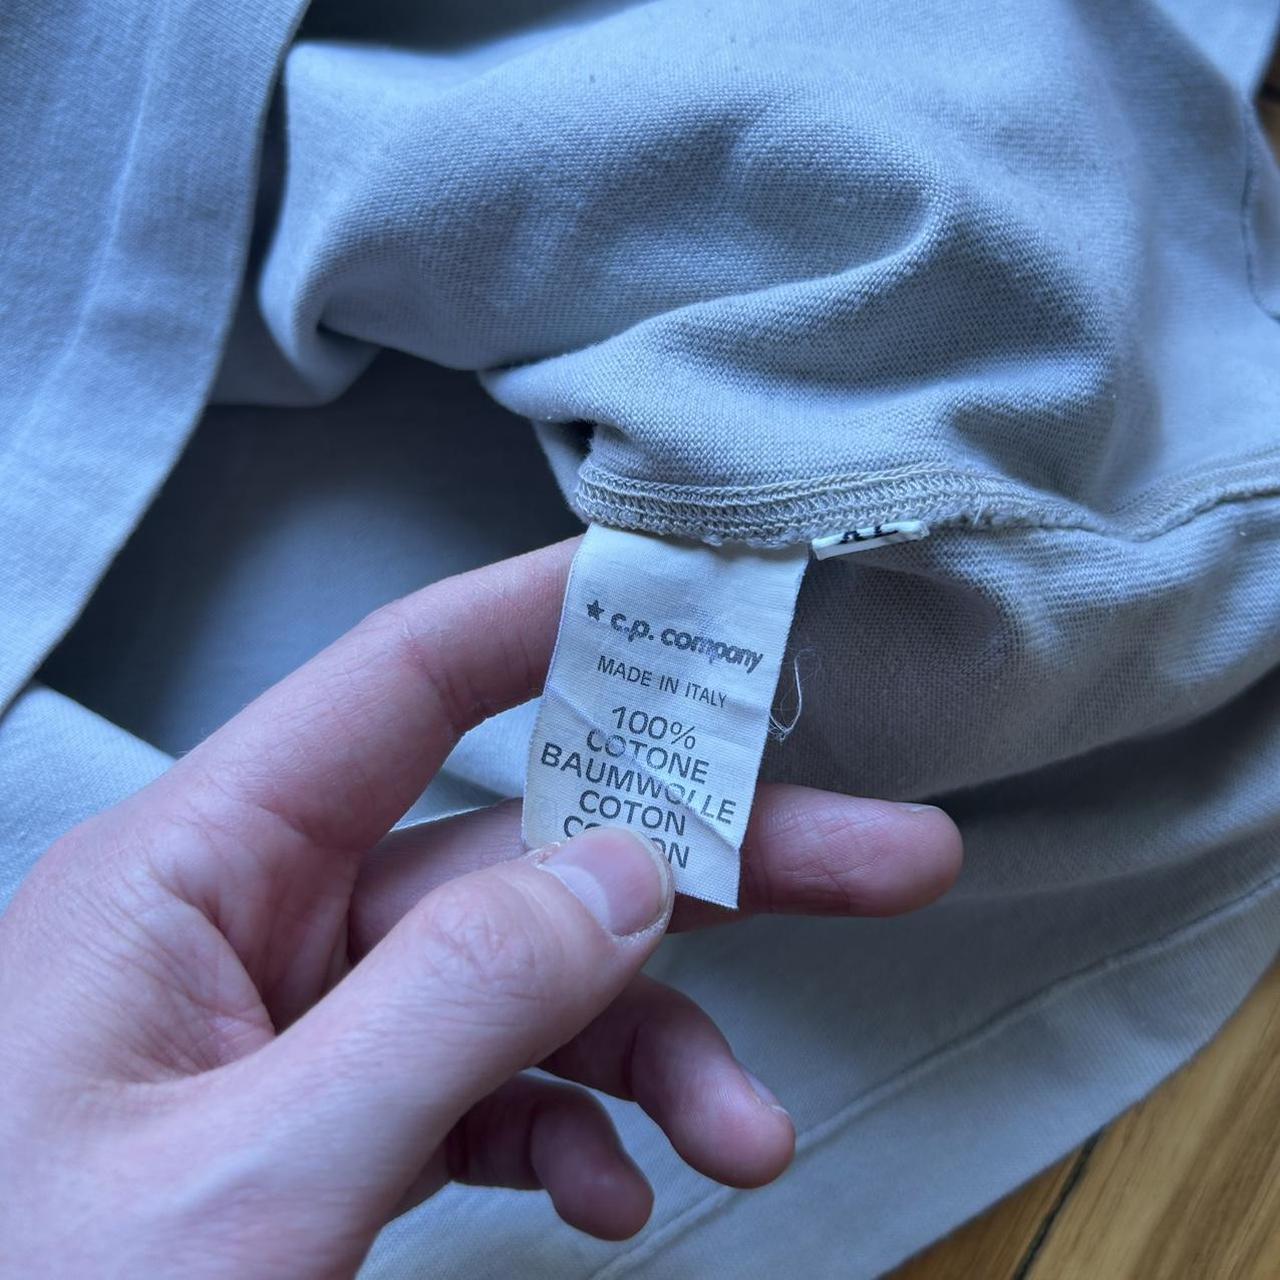 ★ c.p. company
MADE IN ITALY
100%
COTONE
BAUMWOLLE
COTON